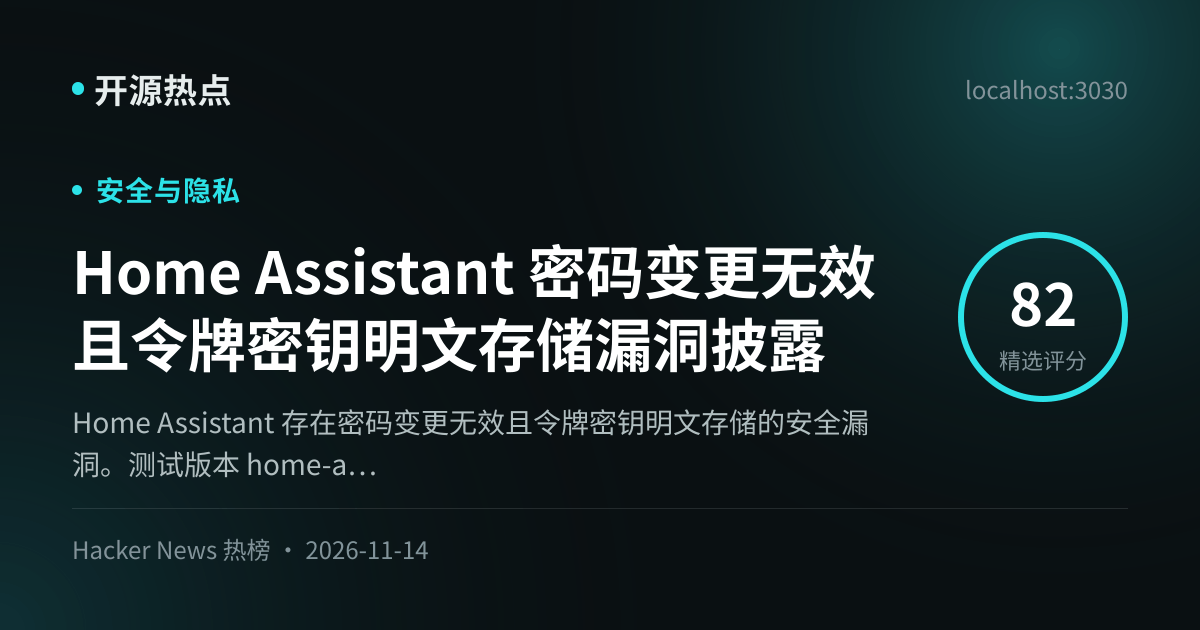 开源热点
localhost:3030
安全与隐私
Home Assistant 密码变更无效
且令牌密钥明文存储漏洞披露
82
精选评分
Home Assistant 存在密码变更无效且令牌密钥明文存储的安全漏
洞。测试版本 home-a…
Hacker News 热榜 • 2026-11-14